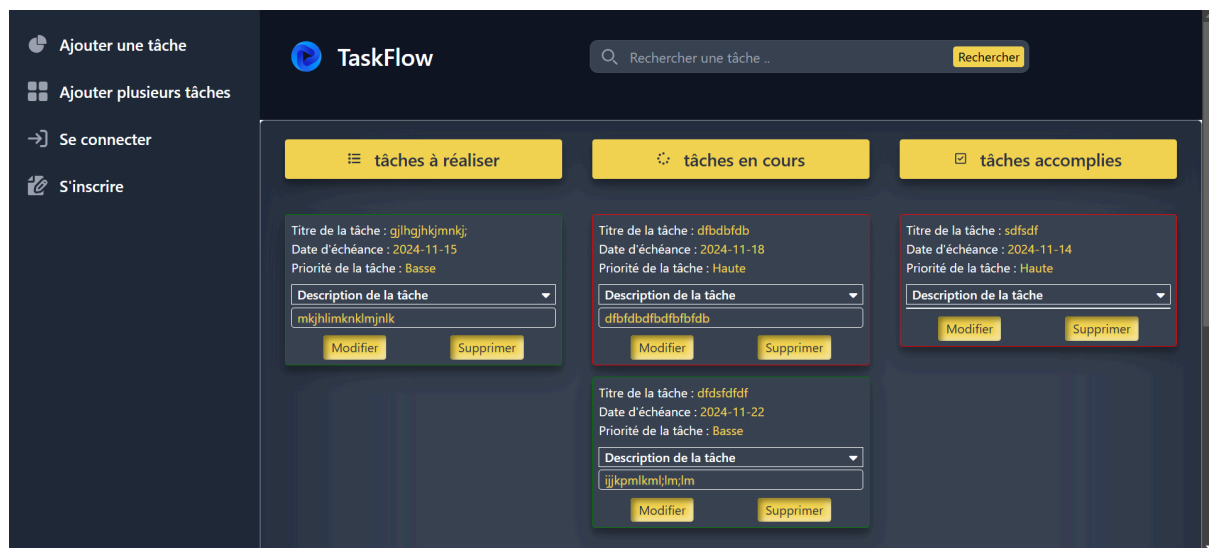 Ajouter une tâche
Ajouter plusieurs tâches
Se connecter
S'inscrire
TaskFlow
Rechercher une tâche ..
Rechercher
tâches à réaliser
Titre de la tâche : gjlhgjhkjmnkj;
Date d'échéance : 2024-11-15
Priorité de la tâche : Basse
Description de la tâche
mkjhlimknklmjnlk
Modifier
Supprimer
tâches en cours
Titre de la tâche : dfbdbfdb
Date d'échéance : 2024-11-18
Priorité de la tâche : Haute
Description de la tâche
dfbfdbdfbdfbfbfdb
Modifier
Supprimer
Titre de la tâche : dfdsfdfdf
Date d'échéance : 2024-11-22
Priorité de la tâche : Basse
Description de la tâche
ijjkpmlkml;lm;lm
Modifier
Supprimer
tâches accomplies
Titre de la tâche : sdfsdf
Date d'échéance : 2024-11-14
Priorité de la tâche : Haute
Description de la tâche
Modifier
Supprimer